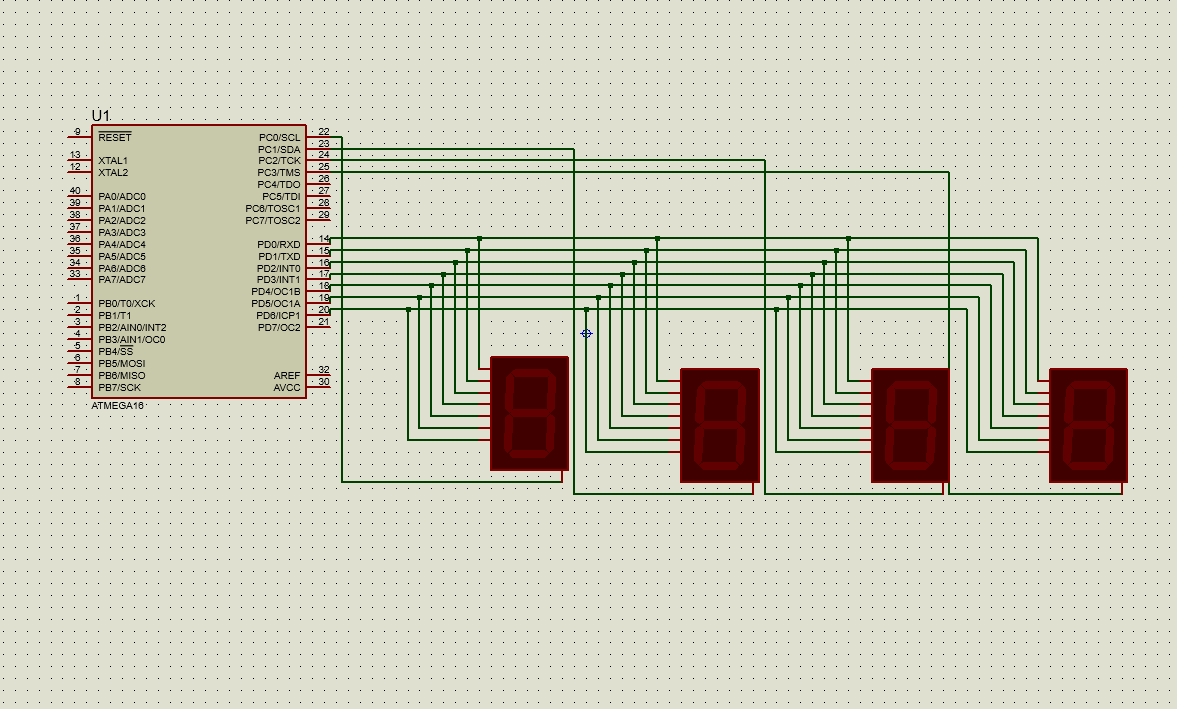 U1
9 RESET
13 XTAL1
12 XTAL2
40 PA0/ADC0
39 PA1/ADC1
38 PA2/ADC2
37 PA3/ADC3
36 PA4/ADC4
35 PA5/ADC5
34 PA6/ADC6
33 PA7/ADC7
1 PB0/T0/XCK
2 PB1/T1
3 PB2/AIN0/INT2
4 PB3/AIN1/OC0
5 PB4/SS
6 PB5/MOSI
7 PB6/MISO
8 PB7/SCK
PC0/SCL 22
PC1/SDA 23
PC2/TCK 24
PC3/TMS 25
PC4/TDO 26
PC5/TDI 27
PC6/TOSC1 28
PC7/TOSC2 29
PD0/RXD 14
PD1/TXD 15
PD2/INT0 16
PD3/INT1 17
PD4/OC1B 18
PD5/OC1A 19
PD6/ICP1 20
PD7/OC2 21
AREF 32
AVCC 30
ATMEGA16